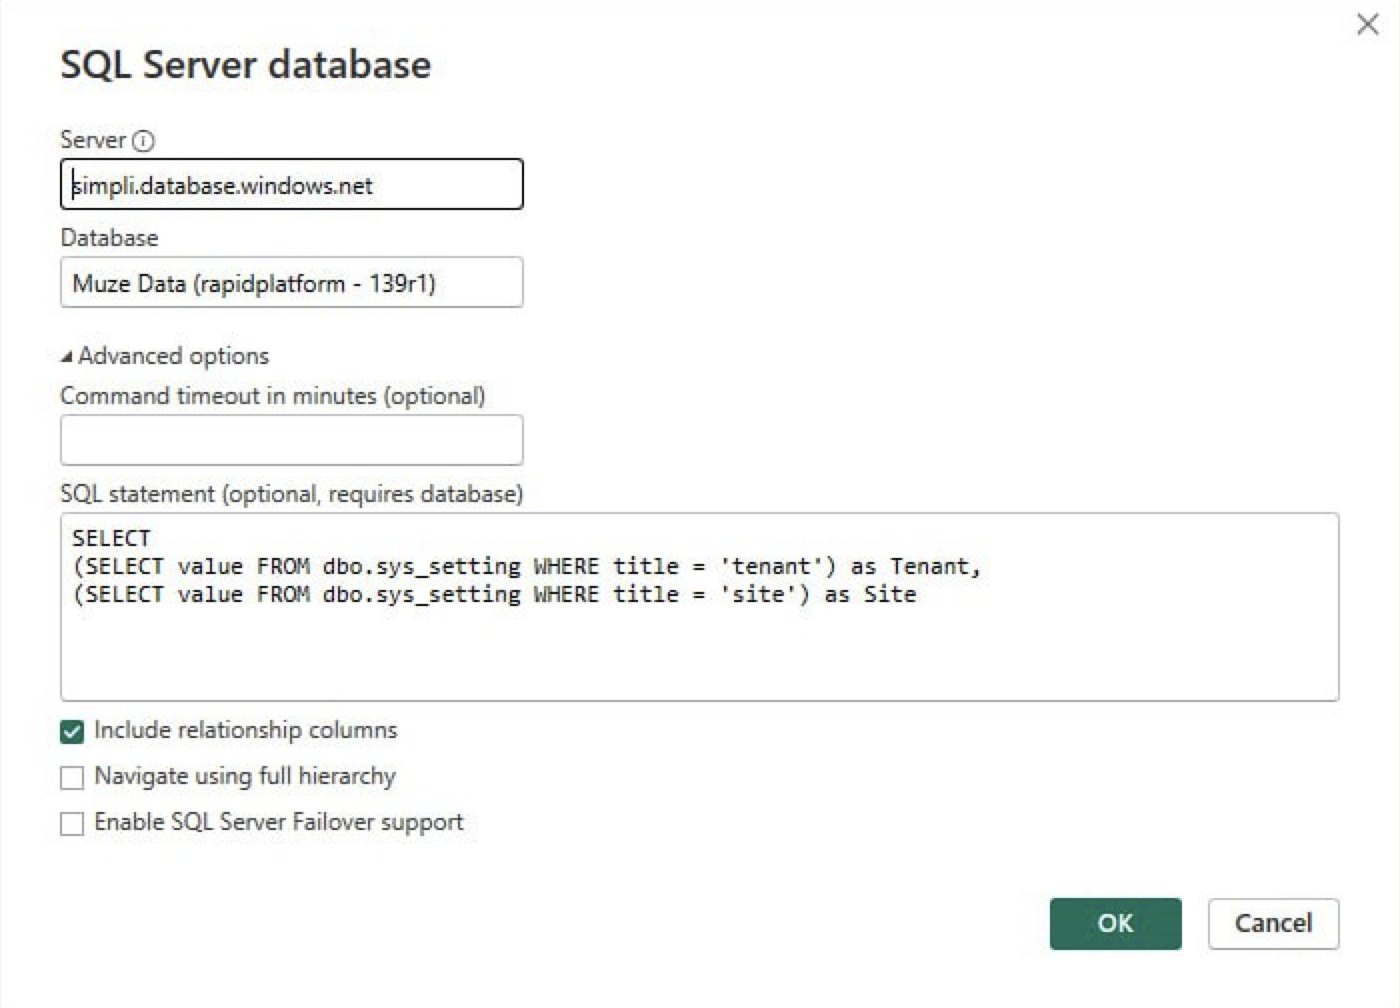 SQL Server database
Server
simpli.database.windows.net
Database
Muze Data (rapidplatform - 139r1)
Advanced options
Command timeout in minutes (optional)
SQL statement (optional, requires database)
SELECT
(SELECT value FROM dbo.sys_setting WHERE title = 'tenant') as Tenant,
(SELECT value FROM dbo.sys_setting WHERE title = 'site') as Site
Include relationship columns
Navigate using full hierarchy
Enable SQL Server Failover support
OK Cancel